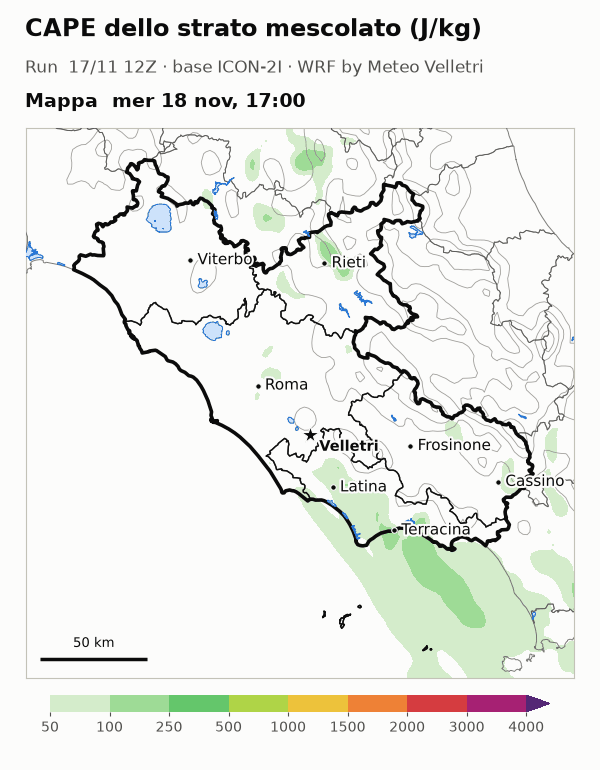 CAPE dello strato mescolato (J/kg)
Run  17/11 12Z · base ICON-2I · WRF by Meteo Velletri
Mappa  mer 18 nov, 17:00
Viterbo
Rieti
Roma
Velletri
Frosinone
Latina
Cassino
Terracina
50 km
50 100 250 500 1000 1500 2000 3000 4000